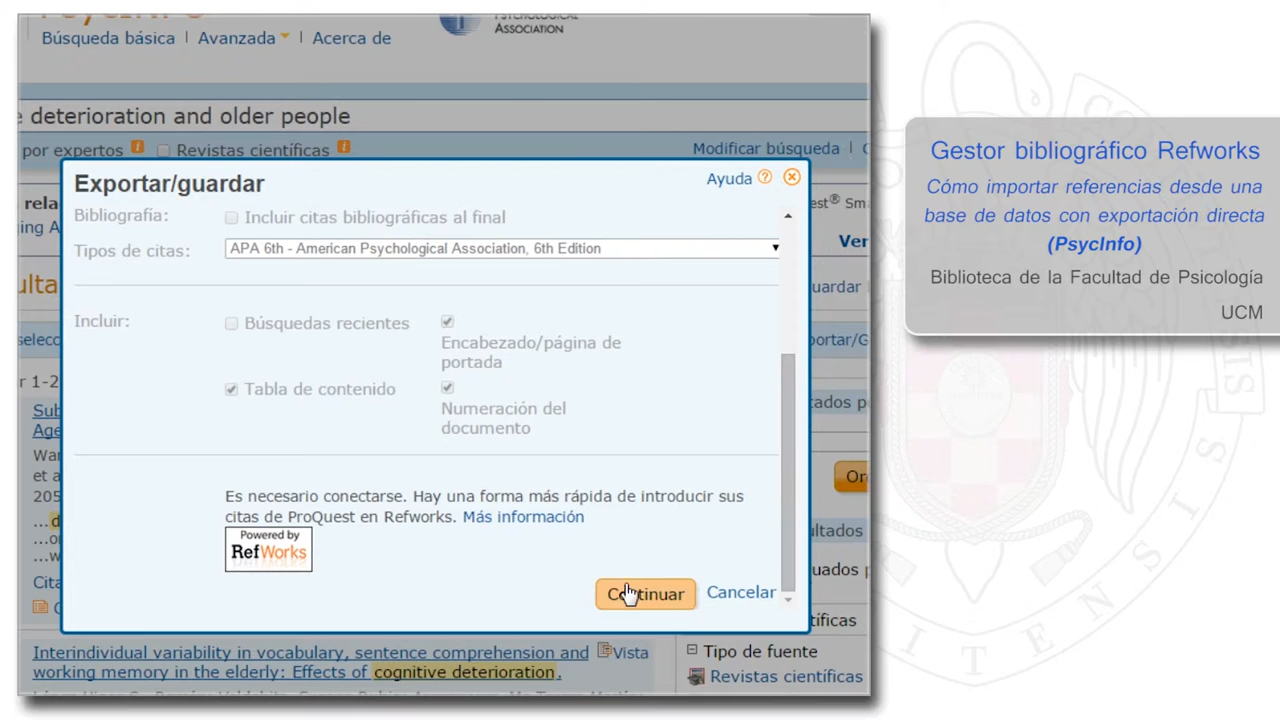 Búsqueda básica | Avanzada | Acerca de
ASSOCIATION
deterioration and older people
por expertos Revistas científicas Modificar búsqueda
Exportar/guardar Ayuda
Bibliografía: Incluir citas bibliográficas al final
Tipos de citas: APA 6th - American Psychological Association, 6th Edition
Incluir: Búsquedas recientes Encabezado/página de
portada
Tabla de contenido Numeración del
documento
Es necesario conectarse. Hay una forma más rápida de introducir sus
citas de ProQuest en Refworks. Más información
Powered by
RefWorks
Continuar Cancelar
Interindividual variability in vocabulary, sentence comprehension and Vista
working memory in the elderly: Effects of cognitive deterioration.
Tipo de fuente
Revistas científicas
Gestor bibliográfico Refworks
Cómo importar referencias desde una
base de datos con exportación directa
(PsycInfo)
Biblioteca de la Facultad de Psicología
UCM